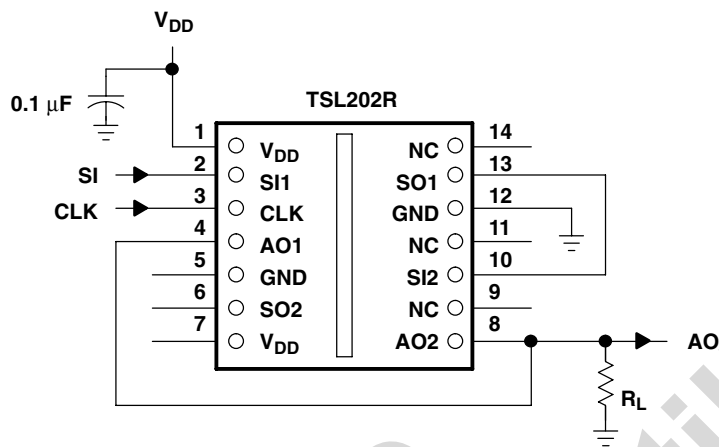 VDD
0.1 μF
TSL202R
1 VDD NC 14
SI 2 SI1 SO1 13
CLK 3 CLK GND 12
4 AO1 NC 11
5 GND SI2 10
6 SO2 NC 9
7 VDD AO2 8 AO
RL